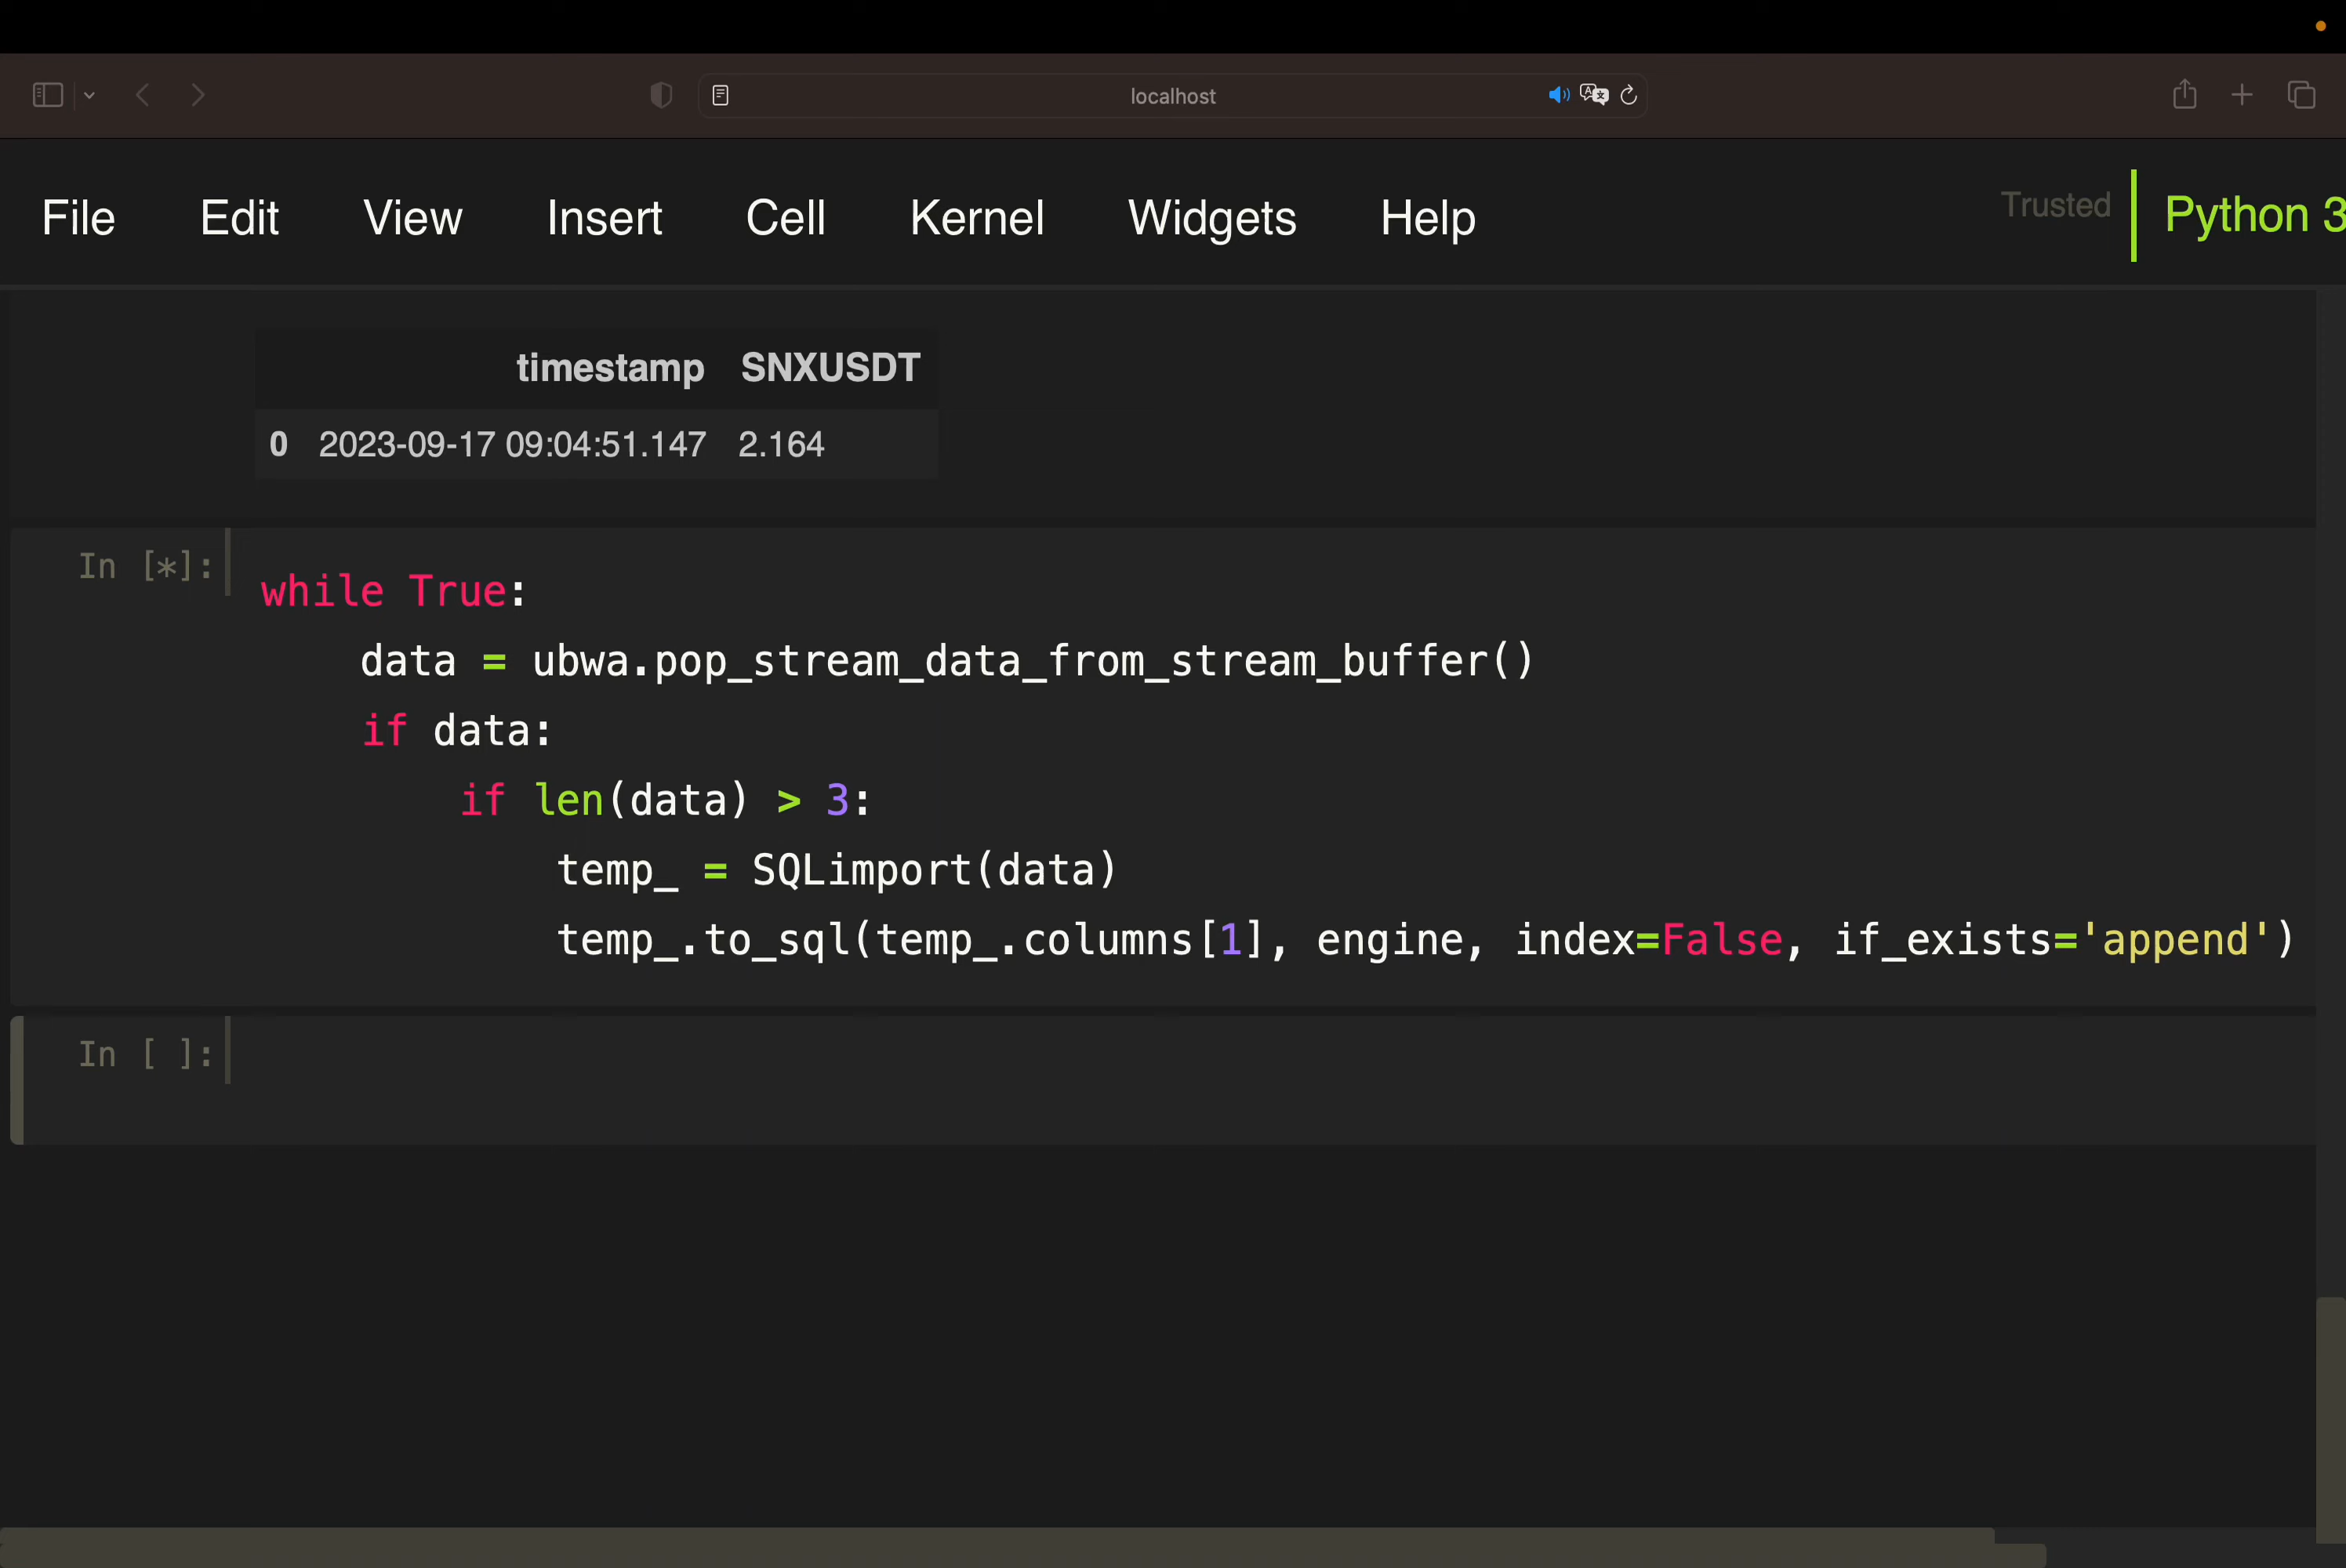 localhost
File Edit View Insert Cell Kernel Widgets Help Trusted Python 3
timestamp SNXUSDT
0 2023-09-17 09:04:51.147 2.164
In [*]: while True:
data = ubwa.pop_stream_data_from_stream_buffer()
if data:
if len(data) > 3:
temp_ = SQLimport(data)
temp_.to_sql(temp_.columns[1], engine, index=False, if_exists='append')
In [ ]: